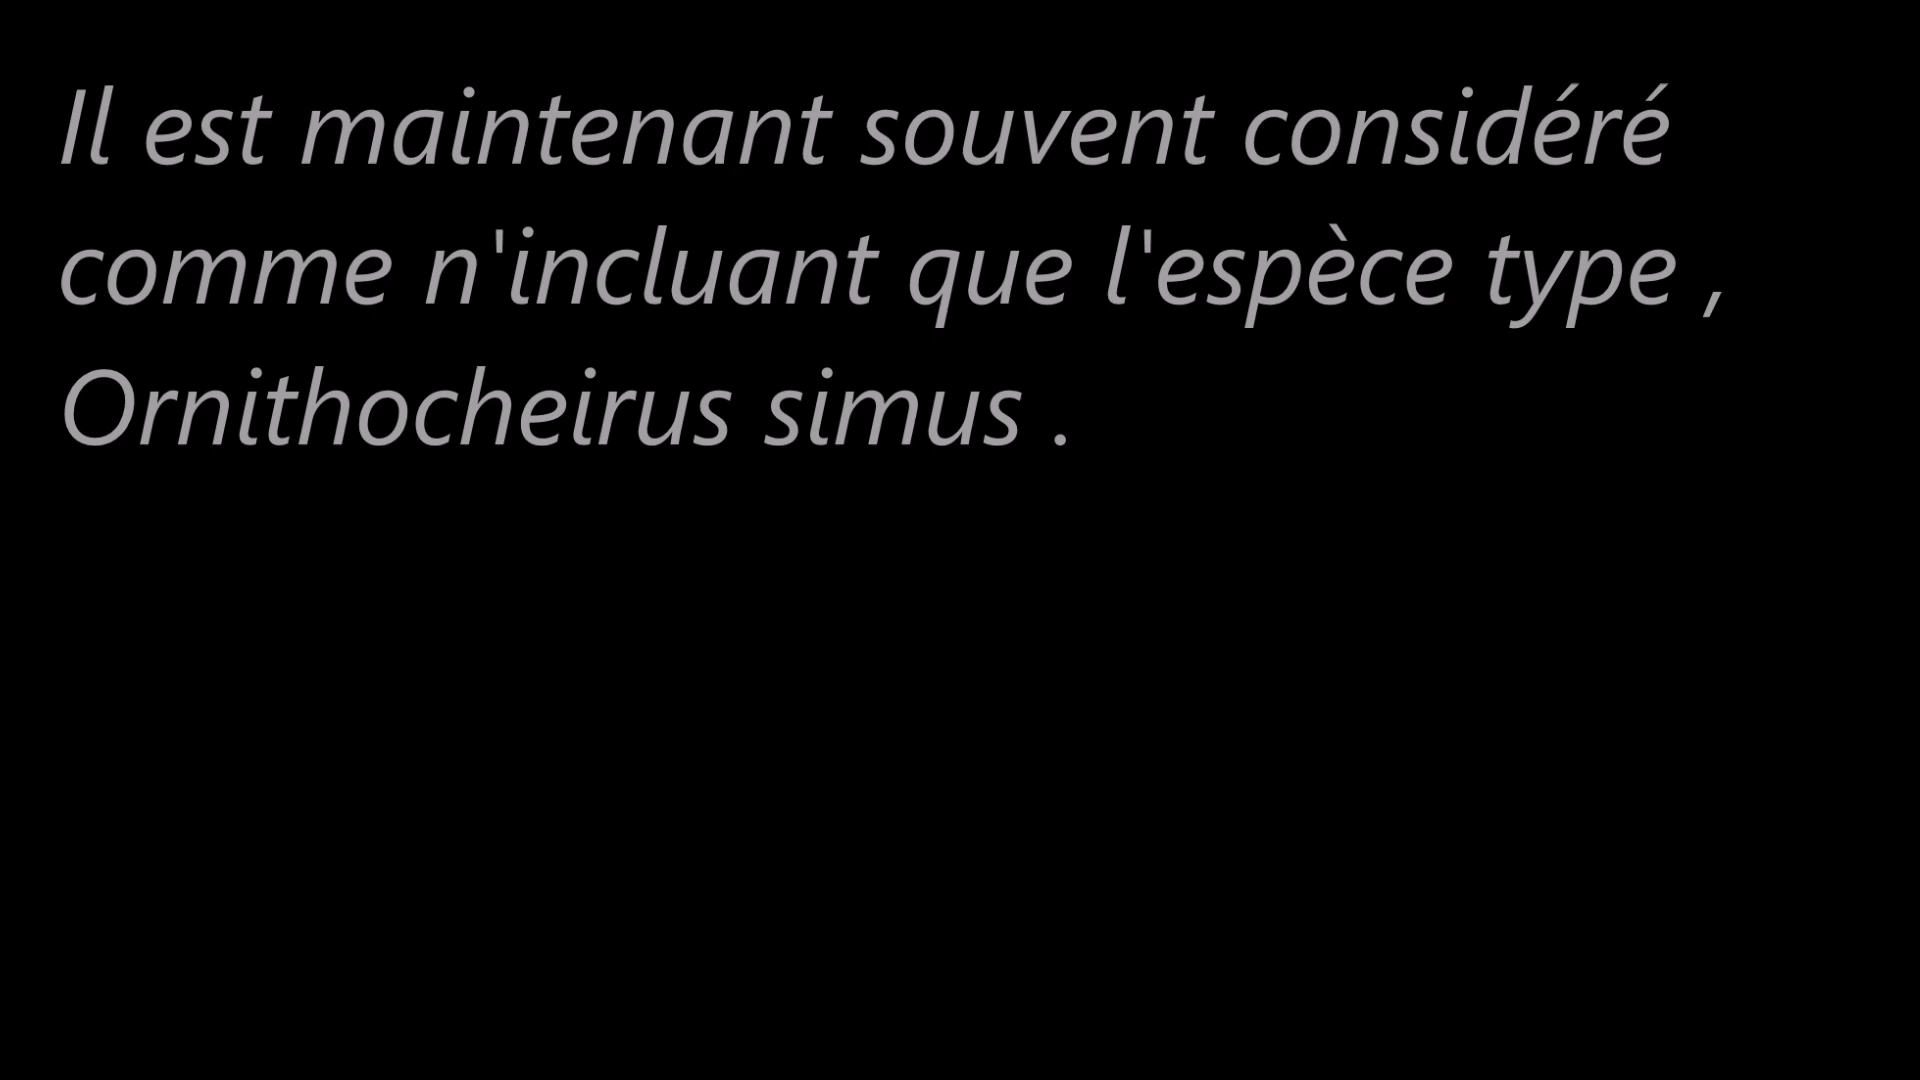 Il est maintenant souvent considéré
comme n'incluant que l'espèce type ,
Ornithocheirus simus .